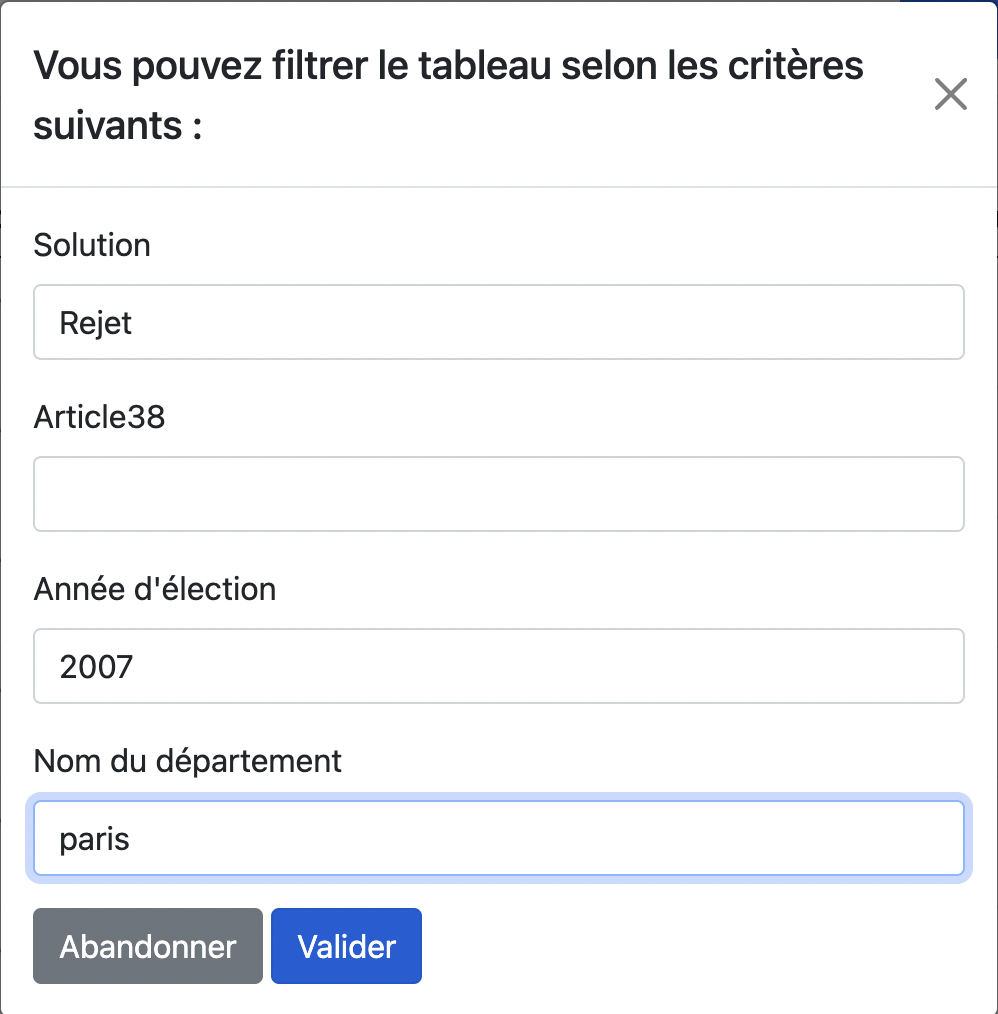 Vous pouvez filtrer le tableau selon les critères
suivants :
Solution
Rejet
Article38
Année d'élection
2007
Nom du département
paris
Abandonner Valider